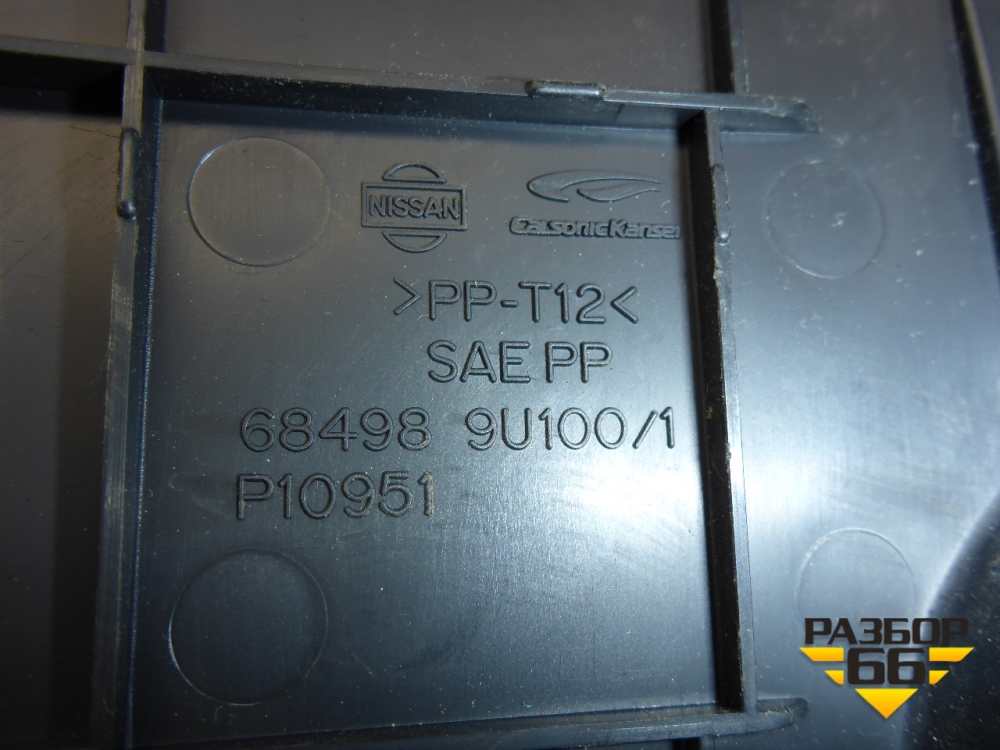 NISSAN
CalsonicKansei
>PP-T12<
SAE PP
68498 9U100/1
P10951
РАЗБОР
66